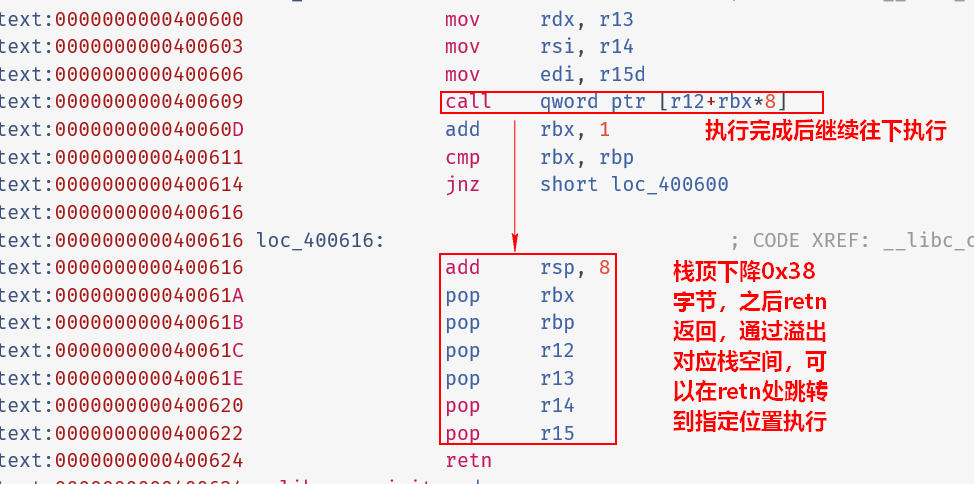 text:0000000000400600 mov rdx, r13
text:0000000000400603 mov rsi, r14
text:0000000000400606 mov edi, r15d
text:0000000000400609 call qword ptr [r12+rbx*8]
text:000000000040060D add rbx, 1
执行完成后继续往下执行
text:0000000000400611 cmp rbx, rbp
text:0000000000400614 jnz short loc_400600
text:0000000000400616
text:0000000000400616 loc_400616: ; CODE XREF: __libc_c
text:0000000000400616 add rsp, 8
text:000000000040061A pop rbx
text:000000000040061B pop rbp
text:000000000040061C pop r12
text:000000000040061E pop r13
text:0000000000400620 pop r14
text:0000000000400622 pop r15
text:0000000000400624 retn
栈顶下降0x38
字节，之后retn
返回，通过溢出
对应栈空间，可
以在retn处跳转
到指定位置执行